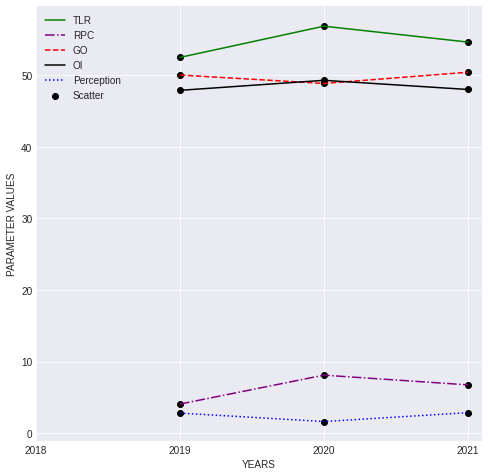 TLR
RPC
GO
OI
Perception
Scatter
50
40
30
20
10
0
PARAMETER VALUES
2018 2019 2020 2021
YEARS